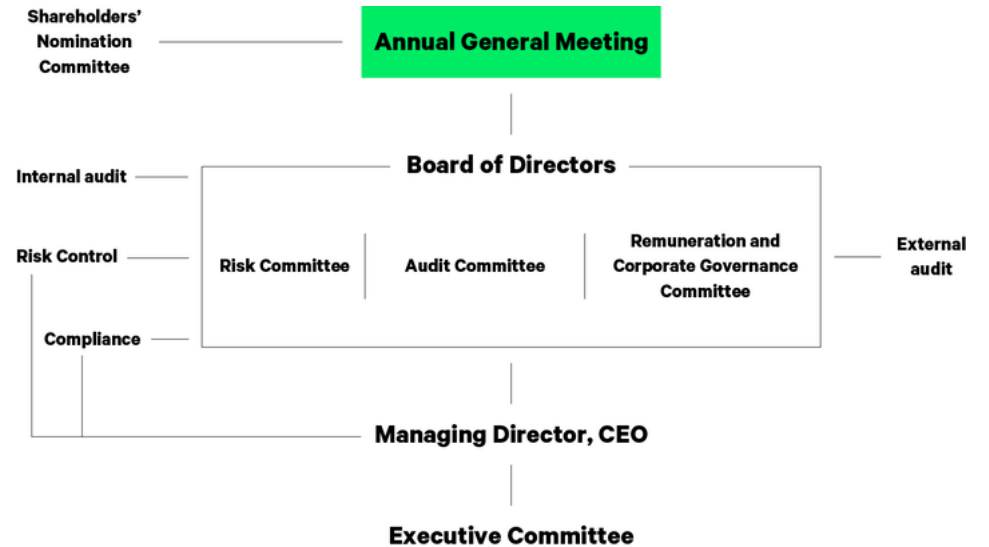 Shareholders’
Nomination
Committee
Annual General Meeting
Board of Directors
Internal audit
Risk Control
Compliance
Risk Committee
Audit Committee
Remuneration and
Corporate Governance
Committee
External
audit
Managing Director, CEO
Executive Committee